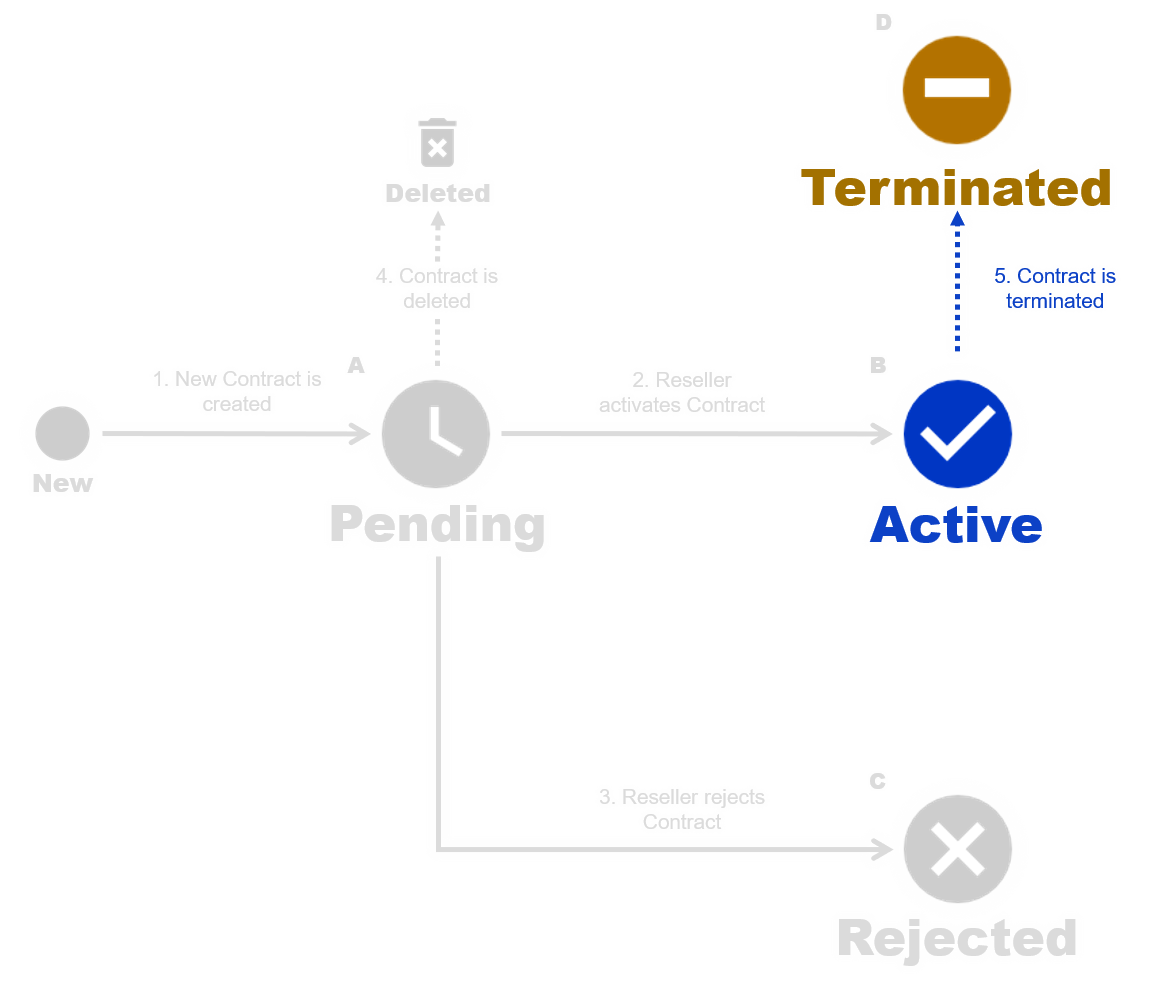 D
Terminated
Deleted
4. Contract is
deleted
5. Contract is
terminated
1. New Contract is
created
A
2. Reseller
activates Contract
B
New
Pending
Active
3. Reseller rejects
Contract
C
Rejected